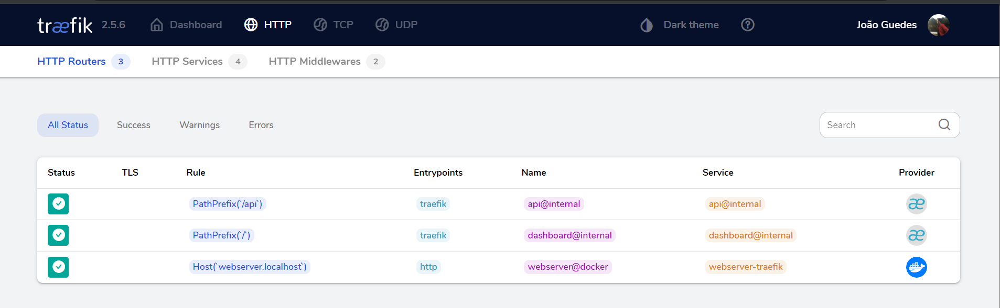 træfik 2.5.6 Dashboard HTTP TCP UDP Dark theme João Guedes
HTTP Routers 3 HTTP Services 4 HTTP Middlewares 2
All Status Success Warnings Errors Search
Status TLS Rule Entrypoints Name Service Provider
PathPrefix(`/api`) traefik api@internal api@internal æ
PathPrefix(`/`) traefik dashboard@internal dashboard@internal æ
Host(`webserver.localhost`) http webserver@docker webserver-traefik